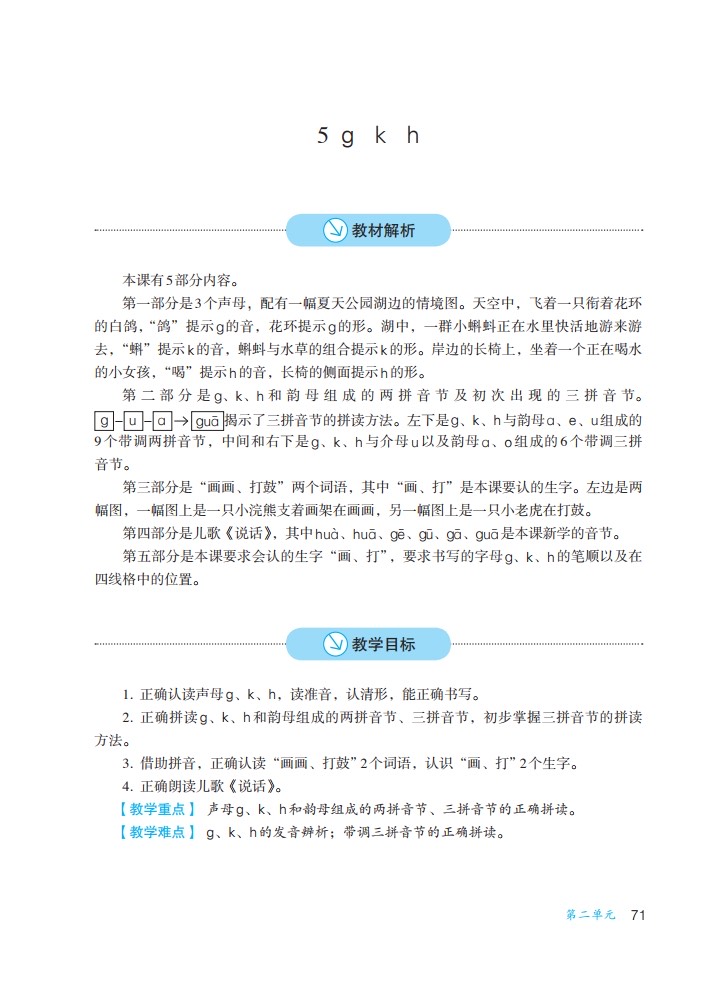 5 g k h
教材解析
本课有5部分内容。
第一部分是3个声母，配有一幅夏天公园湖边的情境图。天空中，飞着一只衔着花环
的白鸽，“鸽”提示g的音，花环提示g的形。湖中，一群小蝌蚪正在水里快活地游来游
去，“蝌”提示k的音，蝌蚪与水草的组合提示k的形。岸边的长椅上，坐着一个正在喝水
的小女孩，“喝”提示h的音，长椅的侧面提示h的形。
第二部分是g、k、h和韵母组成的两拼音节及初次出现的三拼音节。
g–u–a→guā揭示了三拼音节的拼读方法。左下是g、k、h与韵母a、e、u组成的
9个带调两拼音节，中间和右下是g、k、h与介母u以及韵母a、o组成的6个带调三拼
音节。
第三部分是“画画、打鼓”两个词语，其中“画、打”是本课要认的生字。左边是两
幅图，一幅图上是一只小浣熊支着画架在画画，另一幅图上是一只小老虎在打鼓。
第四部分是儿歌《说话》，其中huà、huā、gē、gū、gā、guā是本课新学的音节。
第五部分是本课要求会认的生字“画、打”，要求书写的字母g、k、h的笔顺以及在
四线格中的位置。
教学目标
1. 正确认读声母g、k、h，读准音，认清形，能正确书写。
2. 正确拼读g、k、h和韵母组成的两拼音节、三拼音节，初步掌握三拼音节的拼读
方法。
3. 借助拼音，正确认读“画画、打鼓”2个词语，认识“画、打”2个生字。
4. 正确朗读儿歌《说话》。
【教学重点】 声母g、k、h和韵母组成的两拼音节、三拼音节的正确拼读。
【教学难点】 g、k、h的发音辨析；带调三拼音节的正确拼读。
第二单元 71